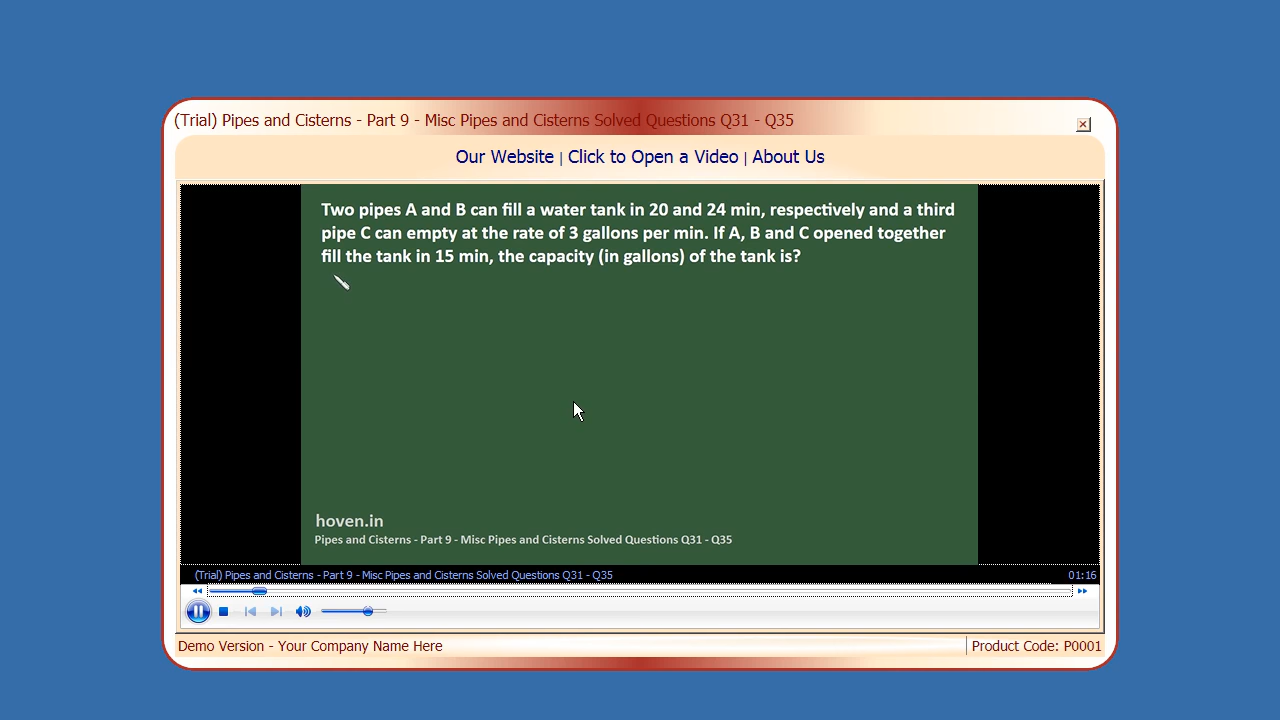 (Trial) Pipes and Cisterns - Part 9 - Misc Pipes and Cisterns Solved Questions Q31 - Q35
Our Website | Click to Open a Video | About Us
Two pipes A and B can fill a water tank in 20 and 24 min, respectively and a third
pipe C can empty at the rate of 3 gallons per min. If A, B and C opened together
fill the tank in 15 min, the capacity (in gallons) of the tank is?
hoven.in
Pipes and Cisterns - Part 9 - Misc Pipes and Cisterns Solved Questions Q31 - Q35
(Trial) Pipes and Cisterns - Part 9 - Misc Pipes and Cisterns Solved Questions Q31 - Q35 01:16
Demo Version - Your Company Name Here Product Code: P0001